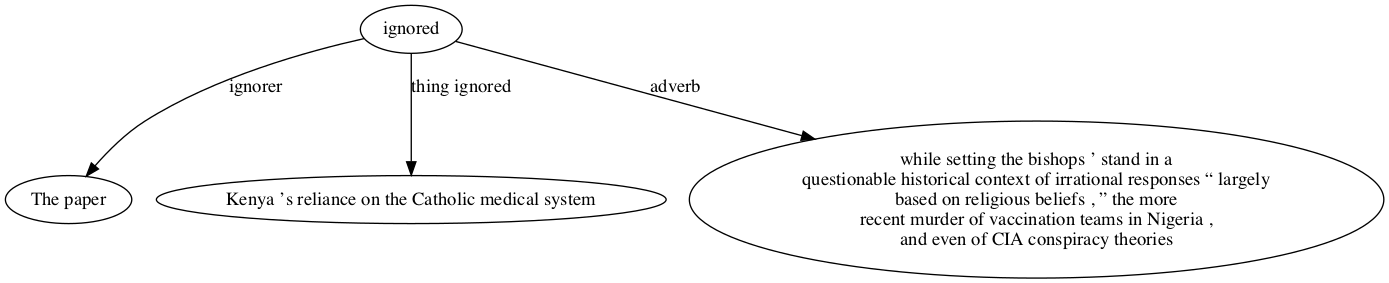 ignored
ignorer
thing ignored
adverb
The paper
Kenya ’s reliance on the Catholic medical system
while setting the bishops ’ stand in a
questionable historical context of irrational responses “ largely
based on religious beliefs , ” the more
recent murder of vaccination teams in Nigeria ,
and even of CIA conspiracy theories